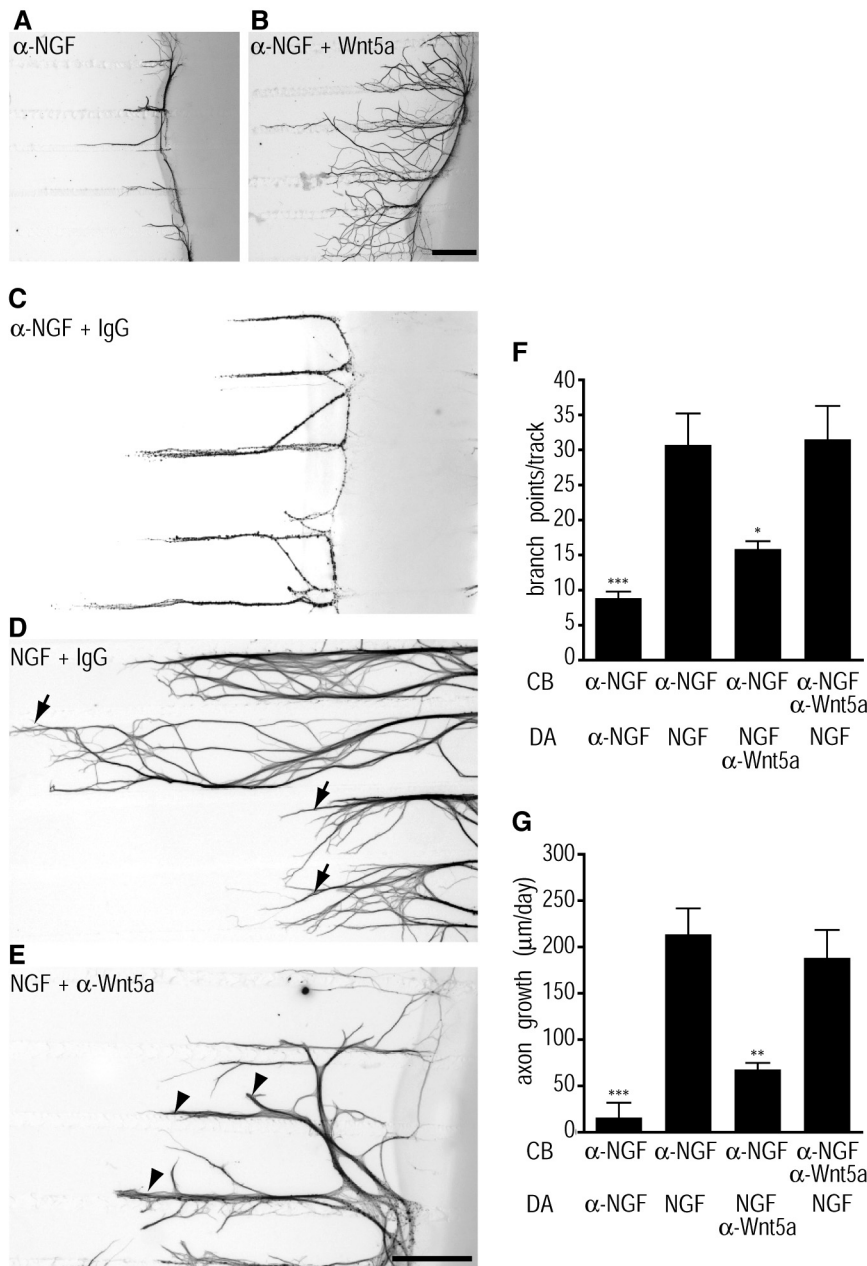 A
α-NGF
B
α-NGF + Wnt5a
C
α-NGF + IgG
D
NGF + IgG
E
NGF + α-Wnt5a
F
branch points/track
40
35
30
25
20
15
10
5
0
***
*
CB α-NGF α-NGF α-NGF α-NGF
α-Wnt5a
DA α-NGF NGF NGF NGF
α-Wnt5a
G
axon growth (µm/day)
300
250
200
150
100
50
0
***
**
CB α-NGF α-NGF α-NGF α-NGF
α-Wnt5a
DA α-NGF NGF NGF NGF
α-Wnt5a